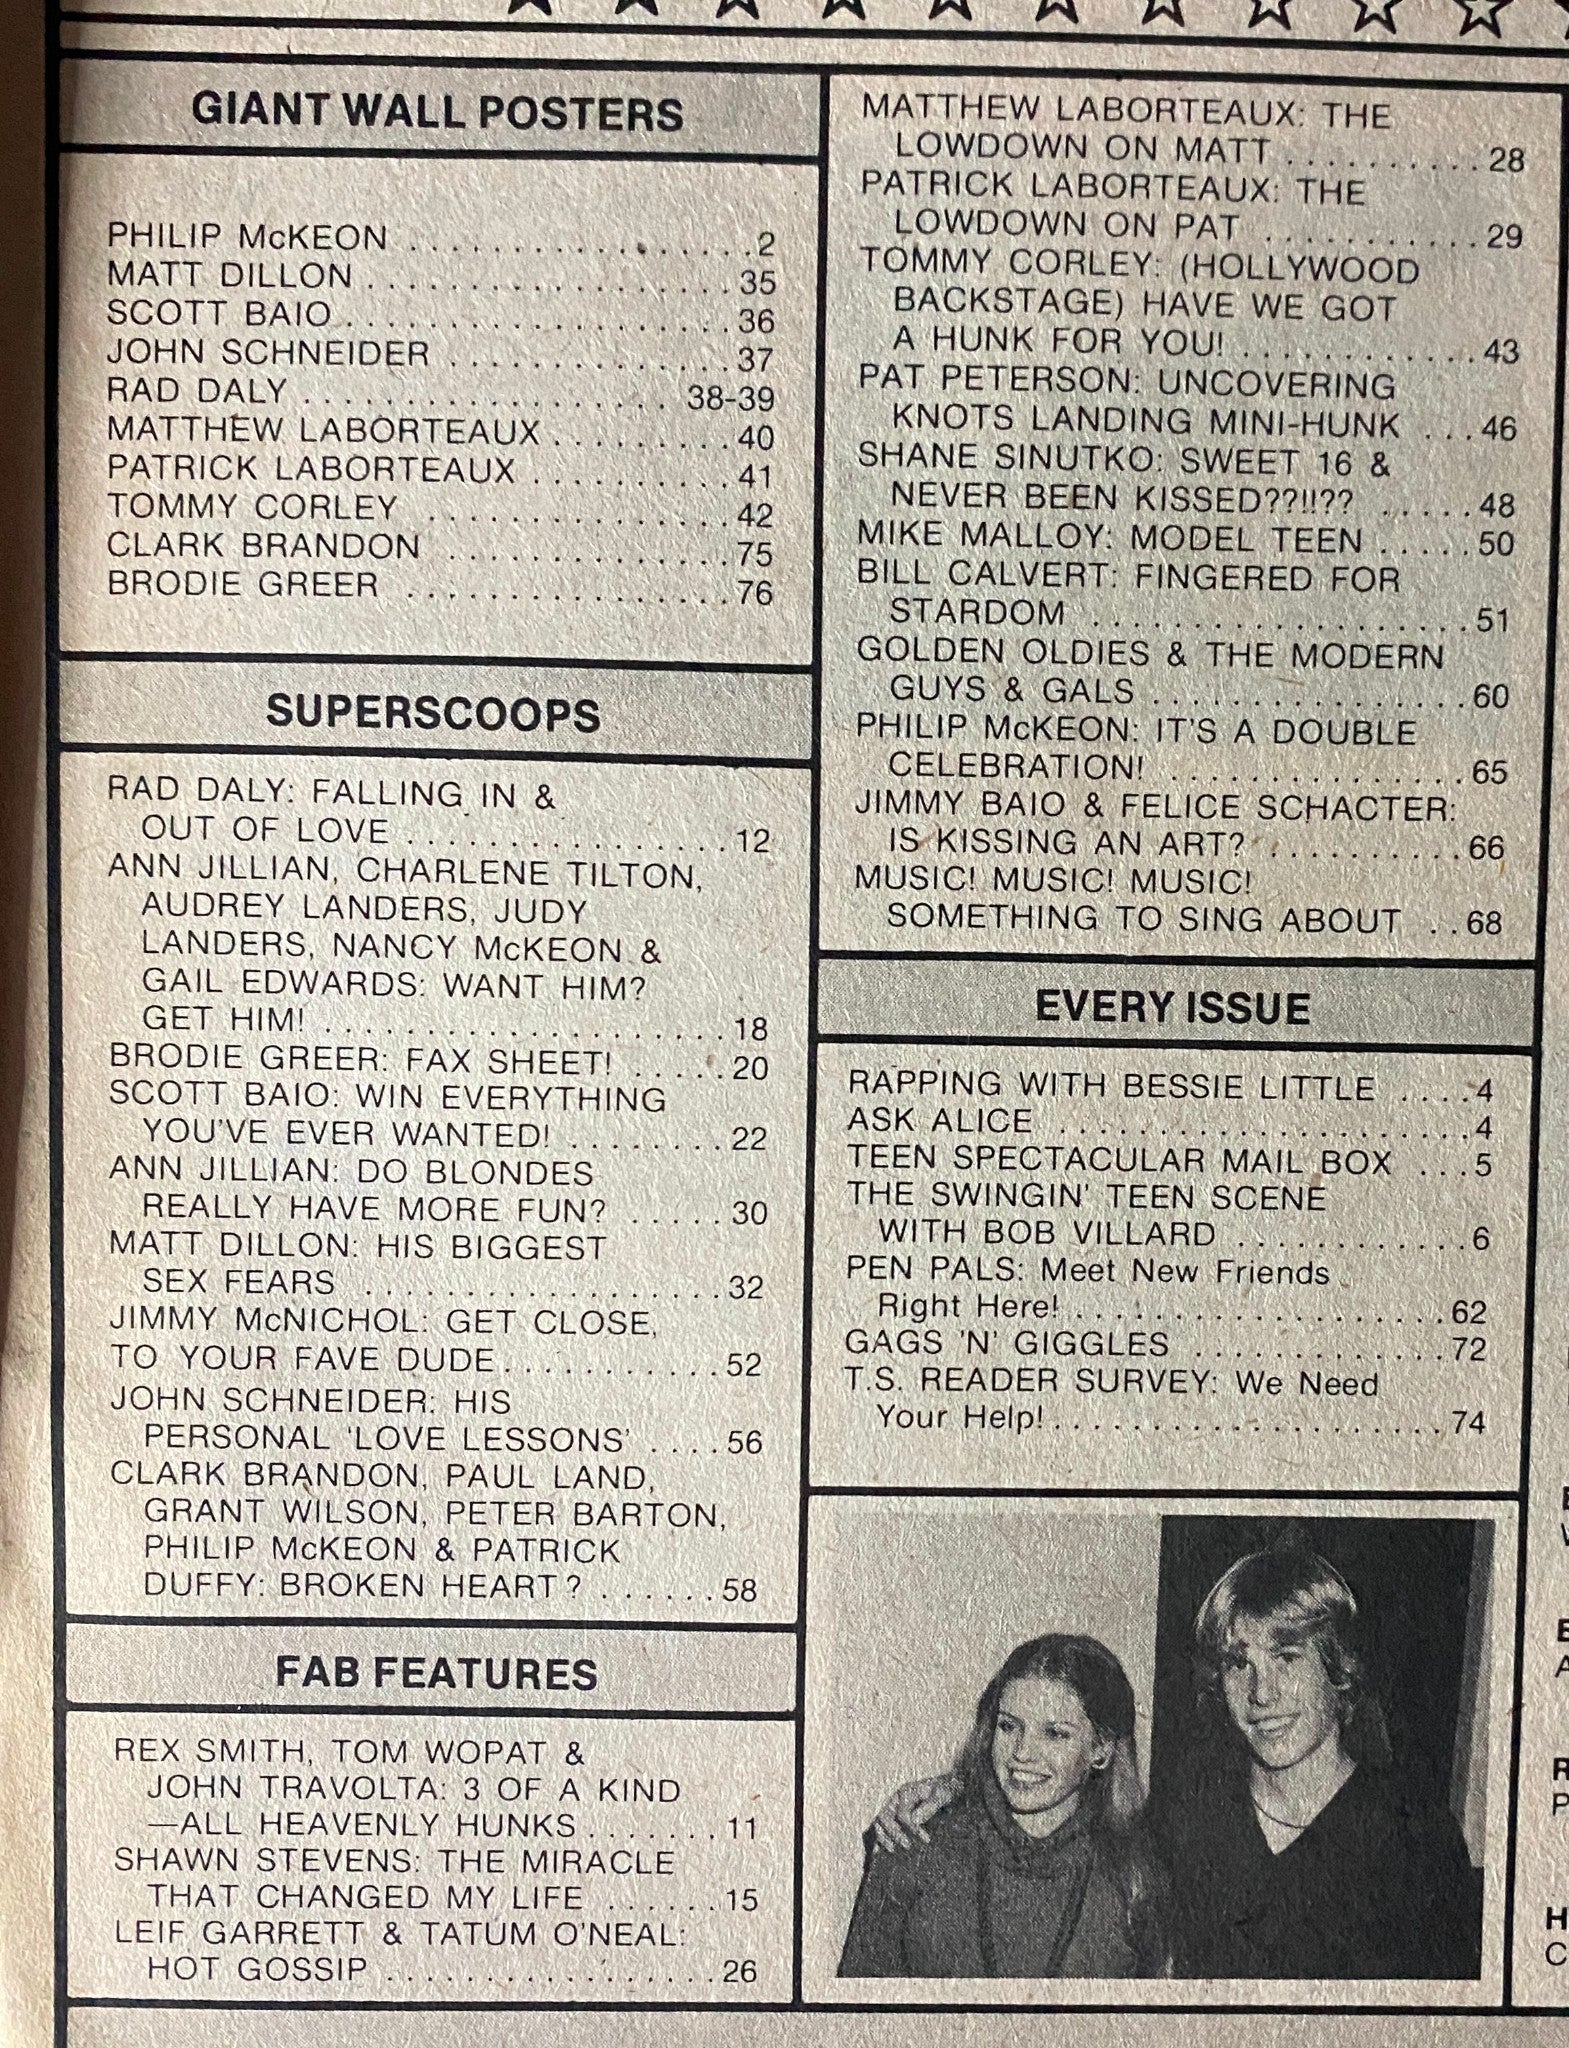 GIANT WALL POSTERS
PHILIP McKEON . . . . . . . . . . . . . . . . . . 2
MATT DILLON . . . . . . . . . . . . . . . . . . . 35
SCOTT BAIO . . . . . . . . . . . . . . . . . . . . 36
JOHN SCHNEIDER . . . . . . . . . . . . . . . 37
RAD DALY . . . . . . . . . . . . . . . . . . . 38-39
MATTHEW LABORTEAUX . . . . . . . . . 40
PATRICK LABORTEAUX . . . . . . . . . . 41
TOMMY CORLEY . . . . . . . . . . . . . . . . 42
CLARK BRANDON . . . . . . . . . . . . . . . 75
BRODIE GREER . . . . . . . . . . . . . . . . . 76
SUPERSCOOPS
RAD DALY: FALLING IN &
OUT OF LOVE . . . . . . . . . . . . . . . . . 12
ANN JILLIAN, CHARLENE TILTON,
AUDREY LANDERS, JUDY
LANDERS, NANCY McKEON &
GAIL EDWARDS: WANT HIM?
GET HIM! . . . . . . . . . . . . . . . . . . . . . 18
BRODIE GREER: FAX SHEET! . . . . . 20
SCOTT BAIO: WIN EVERYTHING
YOU'VE EVER WANTED! . . . . . . . . 22
ANN JILLIAN: DO BLONDES
REALLY HAVE MORE FUN? . . . . . 30
MATT DILLON: HIS BIGGEST
SEX FEARS . . . . . . . . . . . . . . . . . . . 32
JIMMY McNICHOL: GET CLOSE,
TO YOUR FAVE DUDE . . . . . . . . . . . 52
JOHN SCHNEIDER: HIS
PERSONAL 'LOVE LESSONS' . . . . 56
CLARK BRANDON, PAUL LAND,
GRANT WILSON, PETER BARTON,
PHILIP McKEON & PATRICK
DUFFY: BROKEN HEART? . . . . . . 58
FAB FEATURES
REX SMITH, TOM WOPAT &
JOHN TRAVOLTA: 3 OF A KIND
—ALL HEAVENLY HUNKS . . . . . . . 11
SHAWN STEVENS: THE MIRACLE
THAT CHANGED MY LIFE . . . . . . 15
LEIF GARRETT & TATUM O'NEAL:
HOT GOSSIP . . . . . . . . . . . . . . . . . . 26
MATTHEW LABORTEAUX: THE
LOWDOWN ON MATT . . . . . . . . . . 28
PATRICK LABORTEAUX: THE
LOWDOWN ON PAT . . . . . . . . . . . 29
TOMMY CORLEY: (HOLLYWOOD
BACKSTAGE) HAVE WE GOT
A HUNK FOR YOU! . . . . . . . . . . . . 43
PAT PETERSON: UNCOVERING
KNOTS LANDING MINI-HUNK . . . 46
SHANE SINUTKO: SWEET 16 &
NEVER BEEN KISSED??!!?? . . . . . 48
MIKE MALLOY: MODEL TEEN . . . . . 50
BILL CALVERT: FINGERED FOR
STARDOM . . . . . . . . . . . . . . . . . . . 51
GOLDEN OLDIES & THE MODERN
GUYS & GALS . . . . . . . . . . . . . . . . 60
PHILIP McKEON: IT'S A DOUBLE
CELEBRATION! . . . . . . . . . . . . . . . 65
JIMMY BAIO & FELICE SCHACTER:
IS KISSING AN ART? . . . . . . . . . . 66
MUSIC! MUSIC! MUSIC!
SOMETHING TO SING ABOUT . . 68
EVERY ISSUE
RAPPING WITH BESSIE LITTLE . . . . 4
ASK ALICE . . . . . . . . . . . . . . . . . . . . . 4
TEEN SPECTACULAR MAIL BOX . . . 5
THE SWINGIN' TEEN SCENE
WITH BOB VILLARD . . . . . . . . . . . . 6
PEN PALS: Meet New Friends
Right Here! . . . . . . . . . . . . . . . . . . . 62
GAGS 'N' GIGGLES . . . . . . . . . . . . . 72
T.S. READER SURVEY: We Need
Your Help! . . . . . . . . . . . . . . . . . . . . 74